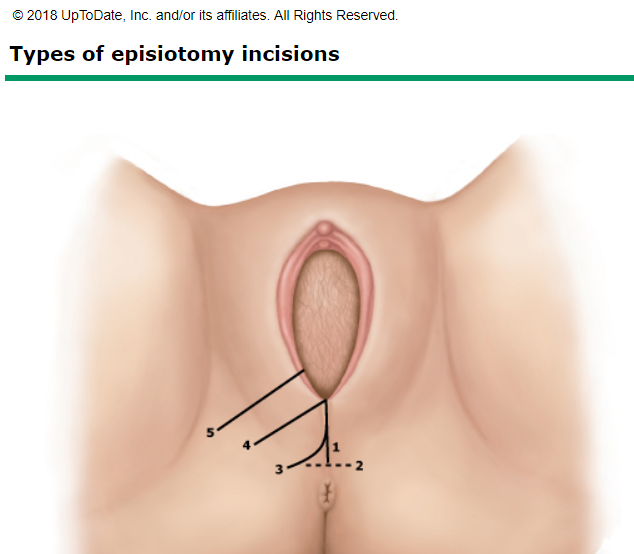 © 2018 UpToDate, Inc. and/or its affiliates. All Rights Reserved.
Types of episiotomy incisions
5
4
1
3
2